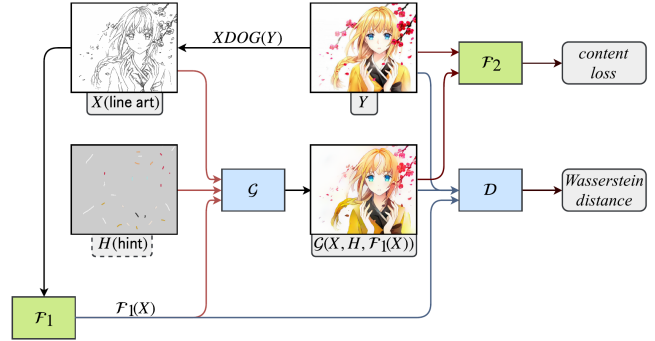 XDOG(Y)
X(line art)
Y
ℱ₂
content
loss
H(hint)
𝒢
𝒢(X, H, ℱ₁(X))
𝒟
Wasserstein
distance
ℱ₁
ℱ₁(X)